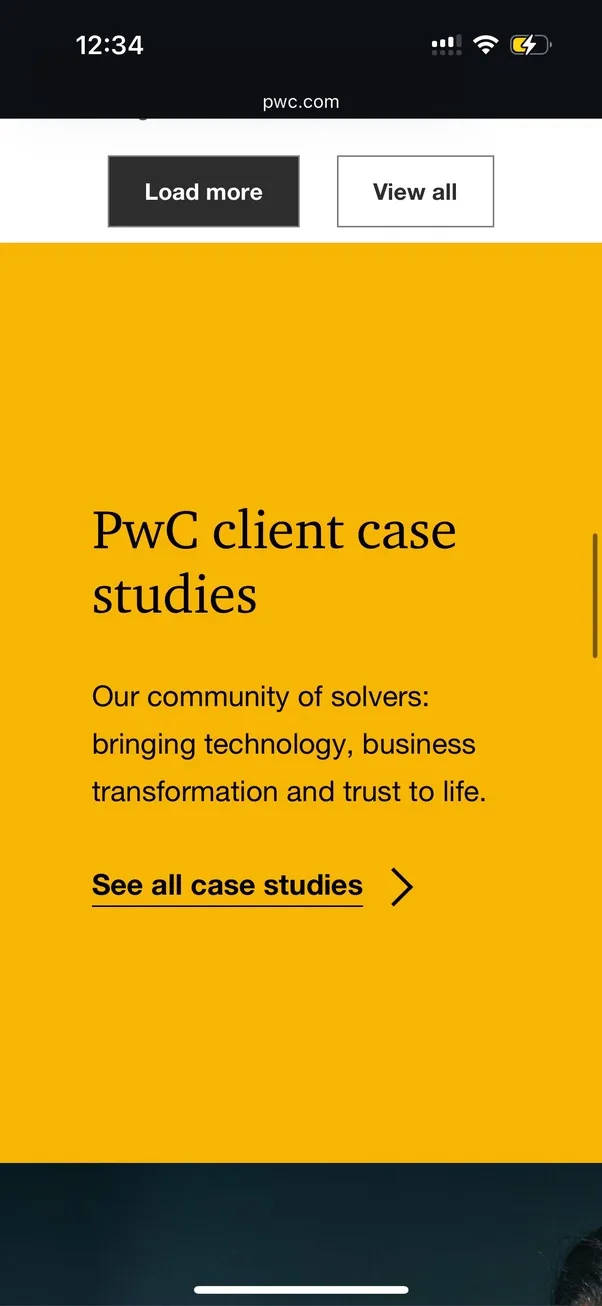 12:34
pwc.com
Load more
View all
PwC client case
studies
Our community of solvers:
bringing technology, business
transformation and trust to life.
See all case studies